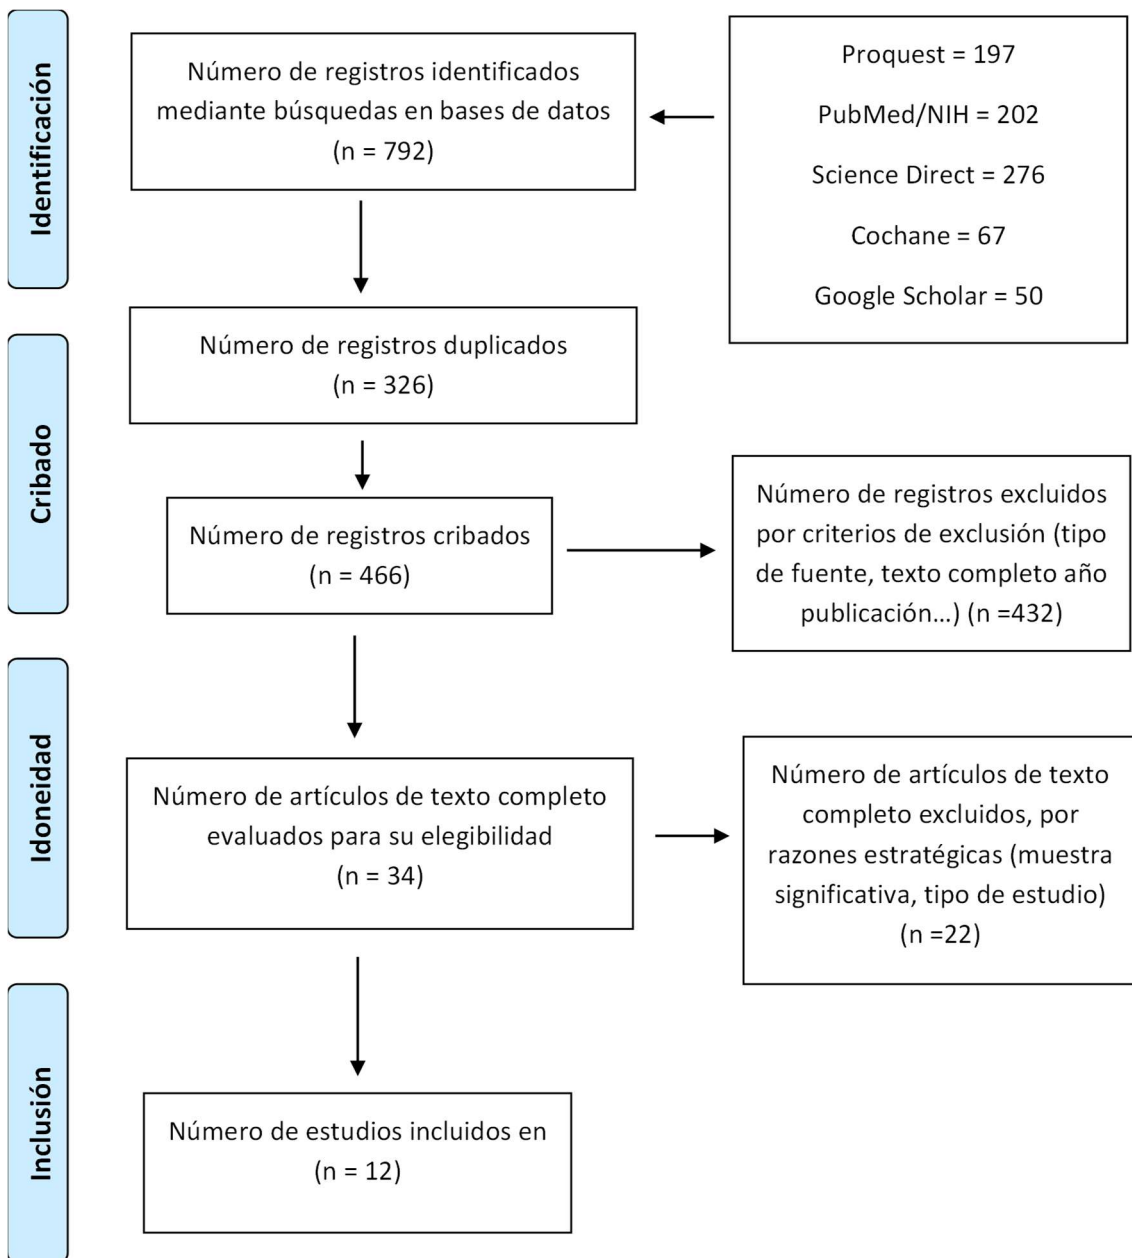 Identificación
Número de registros identificados
mediante búsquedas en bases de datos
(n = 792)
Proquest = 197
PubMed/NIH = 202
Science Direct = 276
Cochane = 67
Google Scholar = 50
Número de registros duplicados
(n = 326)
Cribado
Número de registros cribados
(n = 466)
Número de registros excluidos
por criterios de exclusión (tipo
de fuente, texto completo año
publicación...) (n =432)
Idoneidad
Número de artículos de texto completo
evaluados para su elegibilidad
(n = 34)
Número de artículos de texto
completo excluidos, por
razones estratégicas (muestra
significativa, tipo de estudio)
(n =22)
Inclusión
Número de estudios incluidos en
(n = 12)